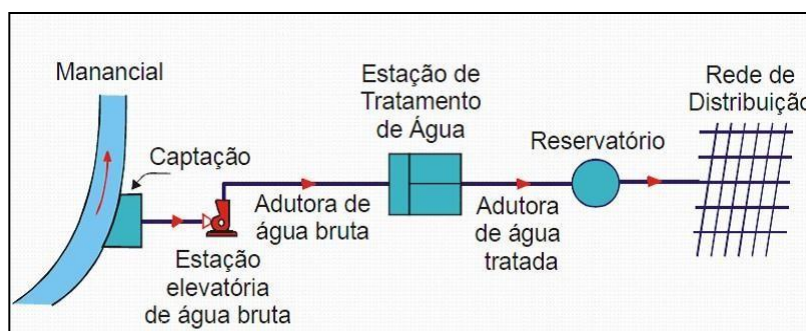 Manancial
Captação
Estação
elevatória
de água bruta
Adutora de
água bruta
Estação de
Tratamento
de Água
Adutora
de água
tratada
Reservatório
Rede de
Distribuição